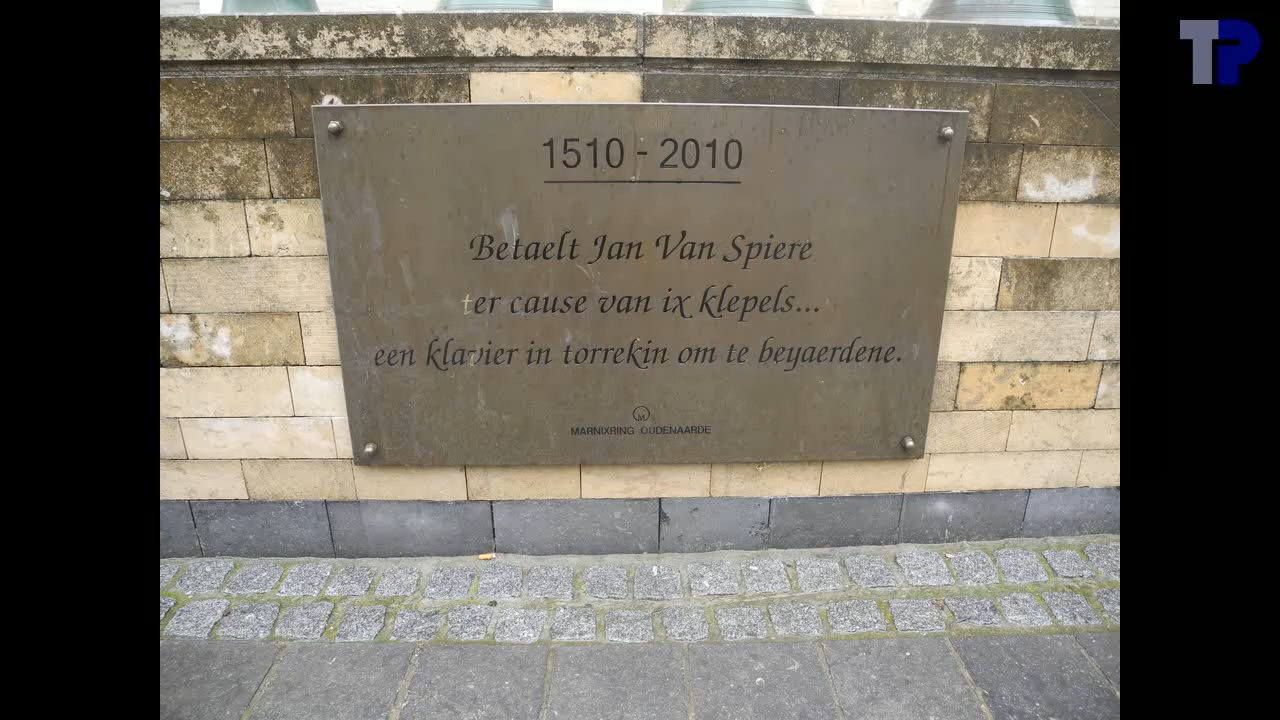 1510 - 2010
Betaelt Jan Van Spiere
ter cause van ix klepels...
een klavier in torrekin om te beyaerdene.
M
MARNIXRING OUDENAARDE
TP